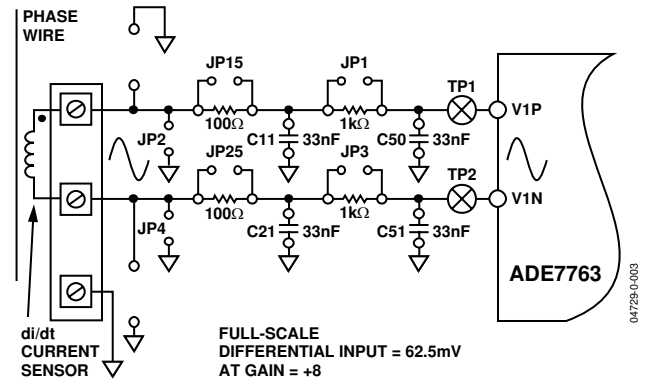 PHASE
WIRE
JP15
JP1
TP1
V1P
100Ω
C11
33nF
1kΩ
C50
33nF
JP2
JP25
JP3
TP2
V1N
100Ω
C21
33nF
1kΩ
C51
33nF
JP4
ADE7763
di/dt
CURRENT
SENSOR
FULL-SCALE
DIFFERENTIAL INPUT = 62.5mV
AT GAIN = +8
04729-0-003